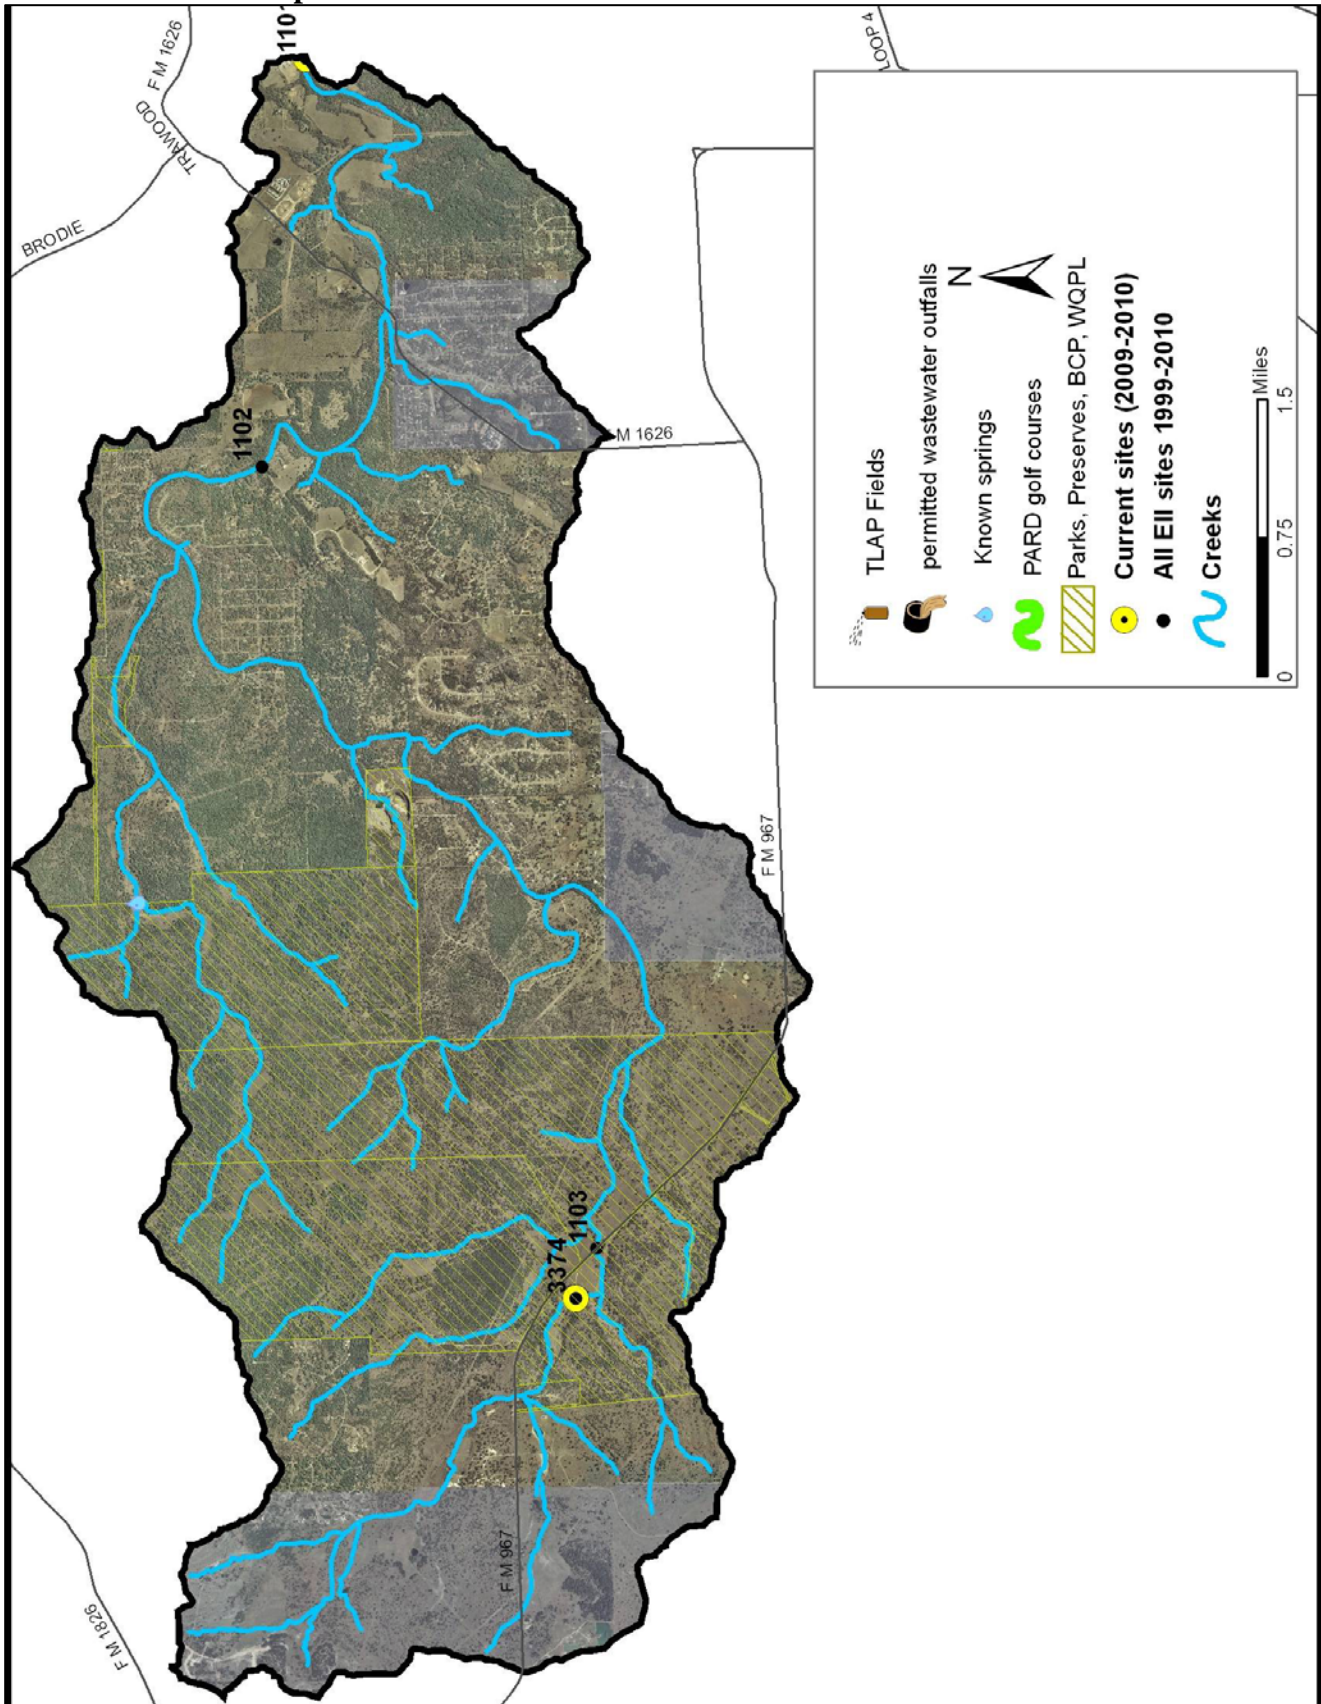 F M 1626
TRAWOOD
BRODIE
LOOP 4
110
1102
M 1626
F M 967
1103
3374
F M 967
F M 1826
TLAP Fields
permitted wastewater outfalls
Known springs
PARD golf courses
Parks, Preserves, BCP, WQPL
Current sites (2009-2010)
All EII sites 1999-2010
Creeks
N
0 0.75 1.5
Miles